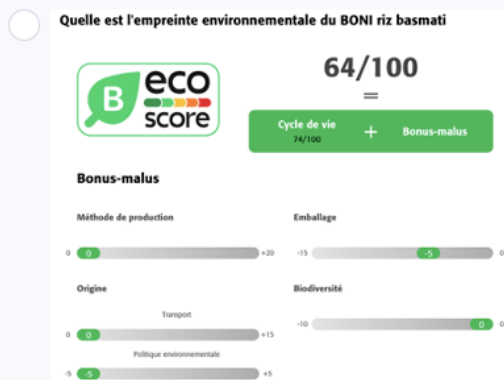 Quelle est l'empreinte environnementale du BONI riz basmati
B eco score
64/100
=
Cycle de vie
74/100
+
Bonus-malus
Bonus-malus
Méthode de production
0 0 +20
Emballage
-15 -5 0
Origine
Transport
0 0 +15
Politique environnementale
-5 -5 +5
Biodiversité
-10 0 0